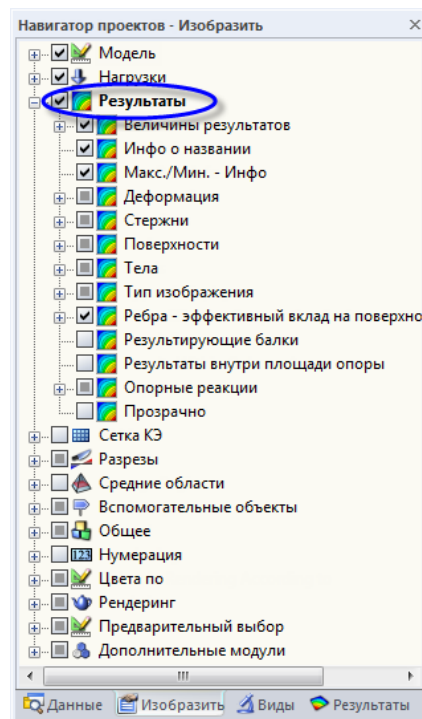 Навигатор проектов - Изобразить
Модель
Нагрузки
Результаты
Величины результатов
Инфо о названии
Макс./Мин. - Инфо
Деформация
Стержни
Поверхности
Тела
Тип изображения
Ребра - эффективный вклад на поверхно
Результирующие балки
Результаты внутри площади опоры
Опорные реакции
Прозрачно
Сетка КЭ
Разрезы
Средние области
Вспомогательные объекты
Общее
123 Нумерация
Цвета по
Рендеринг
Предварительный выбор
Дополнительные модули
Данные Изобразить Виды Результаты